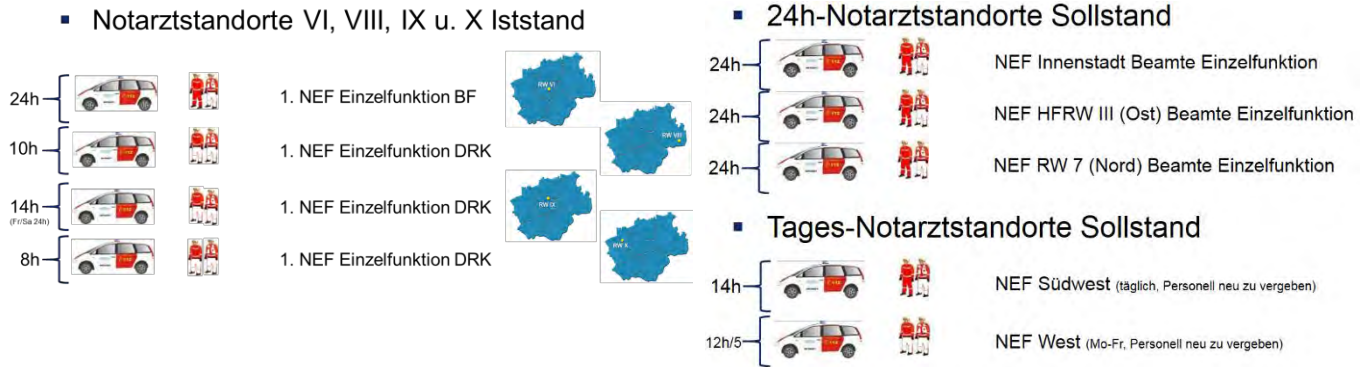 ▪ Notarztstandorte VI, VIII, IX u. X Iststand
24h
1. NEF Einzelfunktion BF
RW VI
10h
1. NEF Einzelfunktion DRK
RW VIII
14h
(Fr/Sa 24h)
1. NEF Einzelfunktion DRK
RW IX
8h
1. NEF Einzelfunktion DRK
RW X
▪ 24h-Notarztstandorte Sollstand
24h
NEF Innenstadt Beamte Einzelfunktion
24h
NEF HFRW III (Ost) Beamte Einzelfunktion
24h
NEF RW 7 (Nord) Beamte Einzelfunktion
▪ Tages-Notarztstandorte Sollstand
14h
NEF Südwest (täglich, Personell neu zu vergeben)
12h/5
NEF West (Mo-Fr, Personell neu zu vergeben)